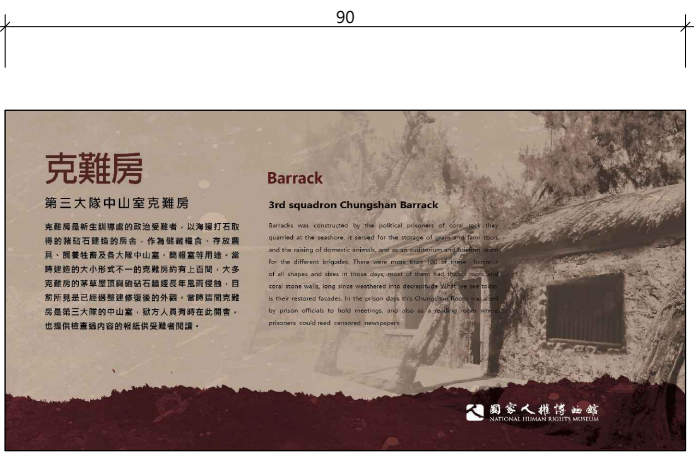 90
克難房
第三大隊中山室克難房
克難房是新生訓導處的政治受難者，以海邊打石取
得的硓𥑮石建造的房舍，作為儲藏糧食、存放農
具、飼養牲畜及各大隊中山室、簡報室等用途。當
時建造的大小形式不一的克難房約有上百間，大多
克難房的茅草屋頂與硓𥑮石牆經長年風雨侵蝕，目
前所見是已經過整建修復後的外觀。當時這間克難
房是第三大隊的中山室，獄方人員有時在此開會，
也提供檢查過內容的報紙供受難者閱讀。
Barrack
3rd squadron Chungshan Barrack
Barracks was constructed by the political prisoners of coral rock they
quarried at the seashore. It served for the storage of grain and farm tools
and the raising of domestic animals, and as an auditorium and briefing room
for the different brigades. There were more than 100 of these barracks
of all shapes and sizes in those days, most of them had thatch roofs and
coral stone walls, long since weathered into decrepitude. What we see today
is their restored facades. In the prison days this Chungshan Room was used
by prison officials to hold meetings, and also as a reading room where
prisoners could read censored newspapers
國家人權博物館
NATIONAL HUMAN RIGHTS MUSEUM